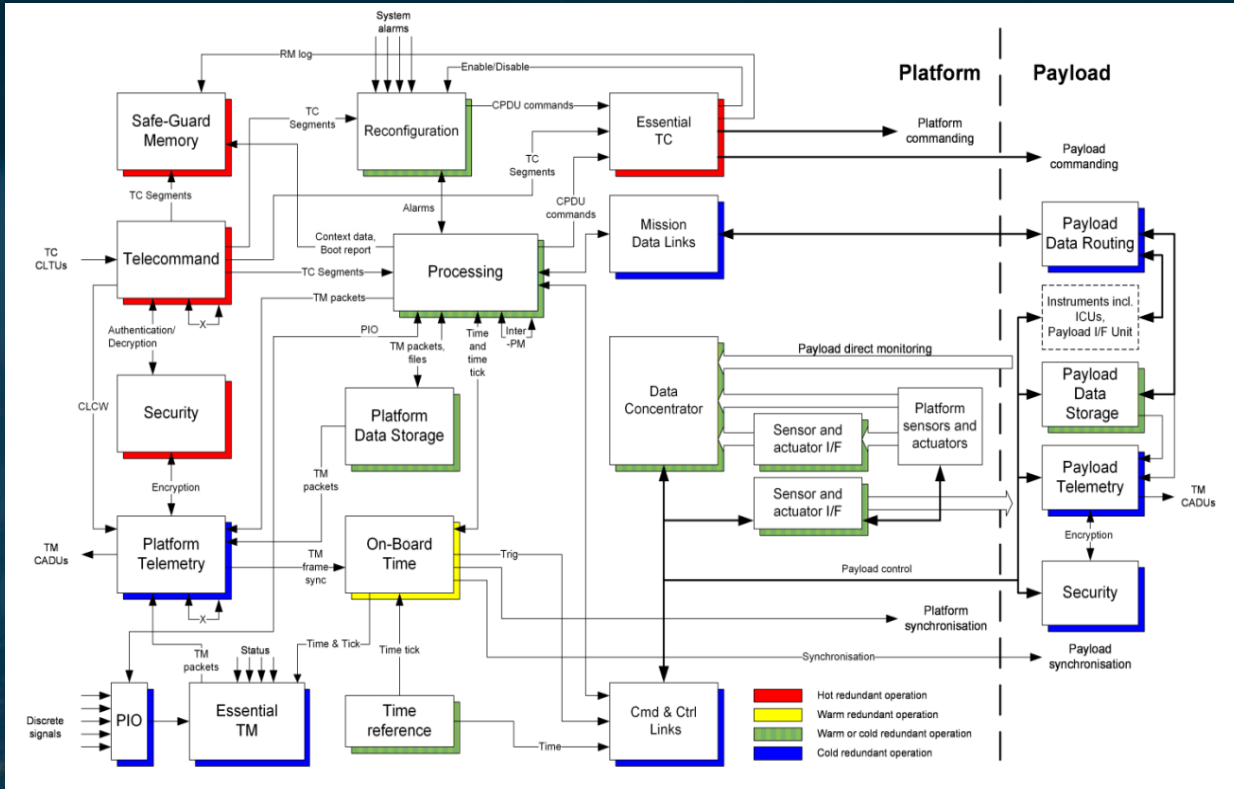 System
alarms
RM log
Enable/Disable
Platform
Payload
Safe-Guard
Memory
TC
Segments
Reconfiguration
CPDU commands
Essential
TC
Platform
commanding
Payload
commanding
TC
Segments
TC Segments
Alarms
CPDU
commands
TC
CLTUs
Telecommand
Context data,
Boot report
TC Segments
Processing
Mission
Data Links
Payload
Data Routing
TM packets
X
Authentication/
Decryption
PIO
TM packets,
files
Time
and
time
tick
Inter
-PM
Instruments incl.
ICUs,
Payload I/F Unit
Payload direct monitoring
CLCW
Security
Platform
Data Storage
Data
Concentrator
Sensor and
actuator I/F
Platform
sensors and
actuators
Payload
Data
Storage
TM
packets
Encryption
Sensor and
actuator I/F
Payload
Telemetry
TM
CADUs
TM
CADUs
Platform
Telemetry
TM
frame
sync
On-Board
Time
Trig
Encryption
Payload control
Security
X
Platform
synchronisation
TM
packets
Status
Time & Tick
Time tick
Synchronisation
Payload
synchronisation
Discrete
signals
PIO
Essential
TM
Time
reference
Time
Cmd & Ctrl
Links
Hot redundant operation
Warm redundant operation
Warm or cold redundant operation
Cold redundant operation